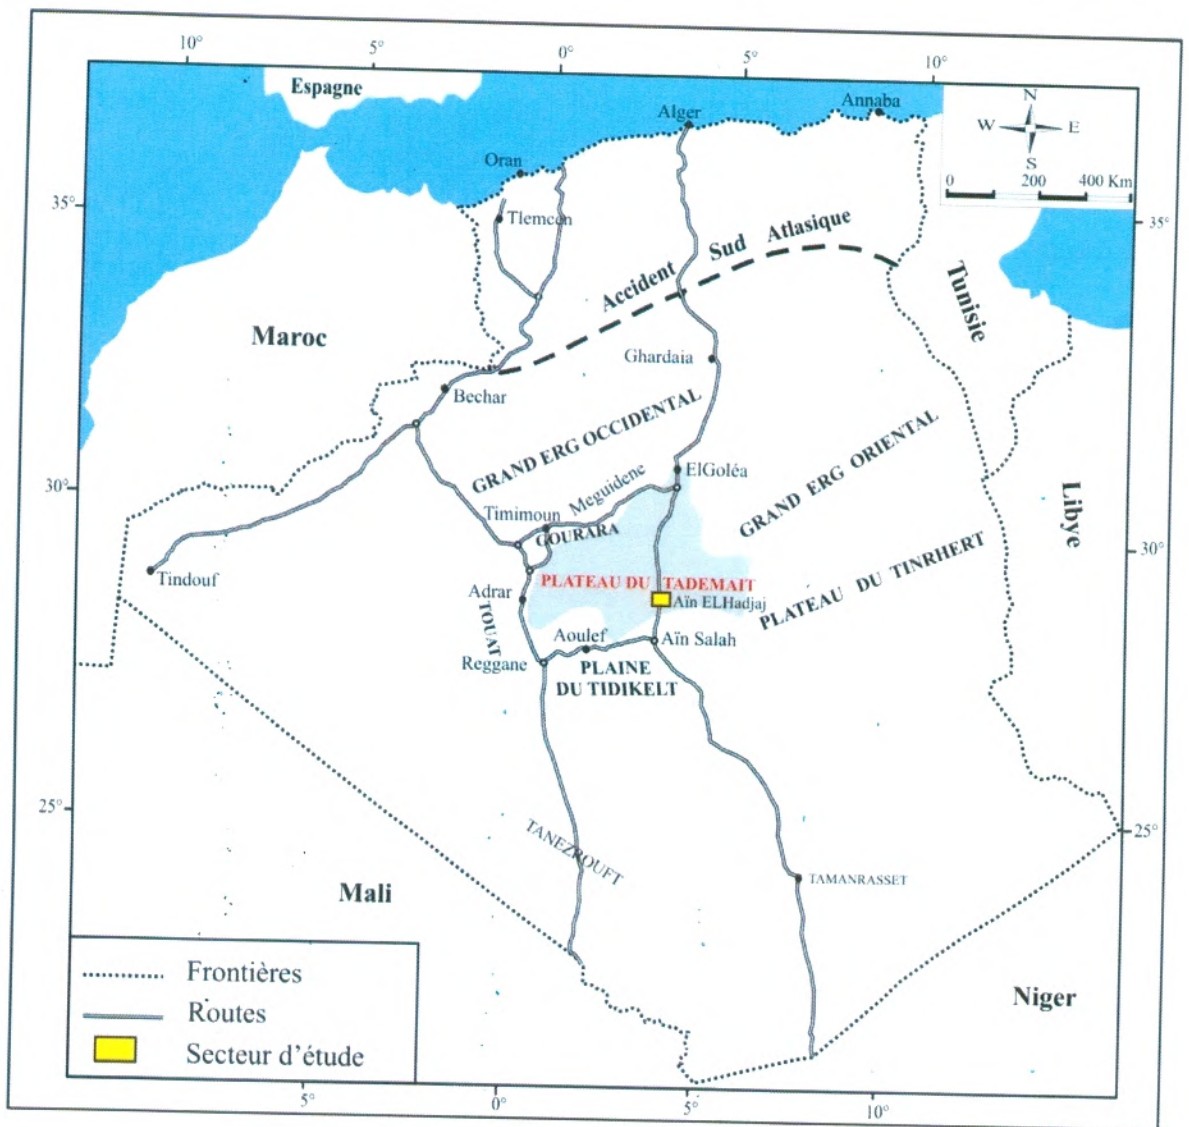 10°
5°
0°
5°
10°
Espagne
Alger
Annaba
N
W
E
S
0
200
400 Km
Oran
35°
35°
Tlemcen
Accident Sud Atlasique
Tunisie
Maroc
Ghardaia
Bechar
GRAND ERG OCCIDENTAL
GRAND ERG ORIENTAL
ElGoléa
30°
Meguidene
Libye
Timimoun
GOURARA
30°
PLATEAU DU TINRHERT
Tindouf
PLATEAU DU TADEMAIT
Adrar
Aïn ELHadjaj
TOUAT
Aoulef
Aïn Salah
Reggane
PLAINE
DU TIDIKELT
25°
25°
TANEZROUFT
TAMANRASSET
Mali
Niger
Frontières
Routes
Secteur d'étude
5°
0°
5°
10°